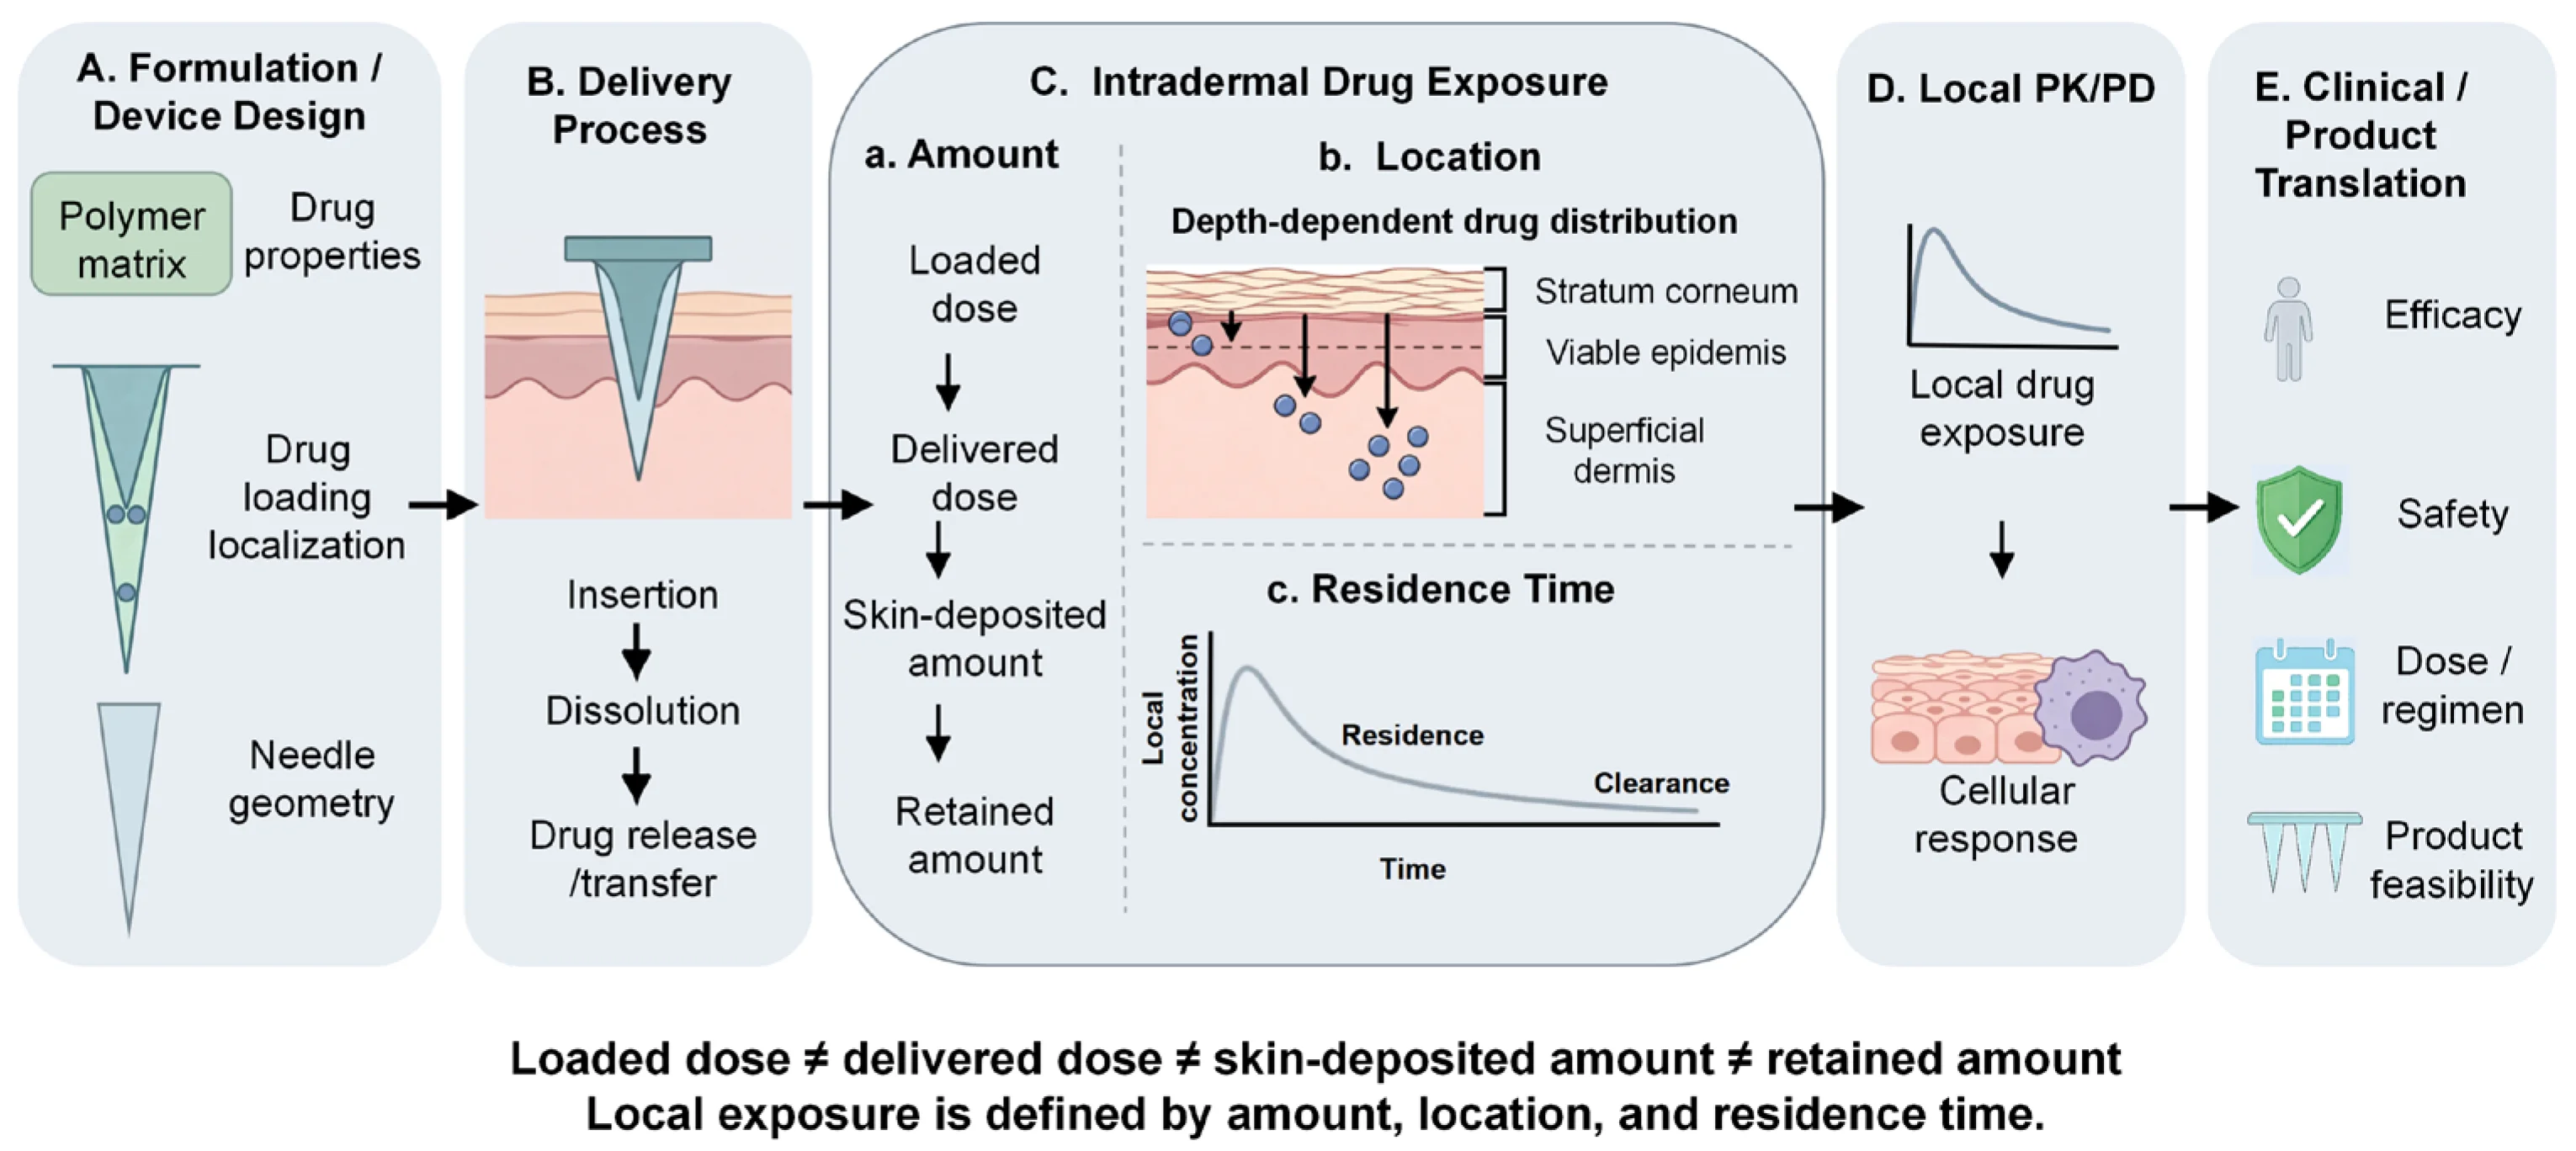 A. Formulation /
Device Design
Polymer
matrix
Drug
properties
Drug
loading
localization
Needle
geometry
B. Delivery
Process
Insertion
Dissolution
Drug release
/transfer
C. Intradermal Drug Exposure
a. Amount
Loaded
dose
Delivered
dose
Skin-deposited
amount
Retained
amount
b. Location
Depth-dependent drug distribution
Stratum corneum
Viable epidemis
Superficial
dermis
c. Residence Time
Local
concentration
Residence
Clearance
Time
D. Local PK/PD
Local drug
exposure
Cellular
response
E. Clinical /
Product
Translation
Efficacy
Safety
Dose /
regimen
Product
feasibility
Loaded dose ≠ delivered dose ≠ skin-deposited amount ≠ retained amount
Local exposure is defined by amount, location, and residence time.